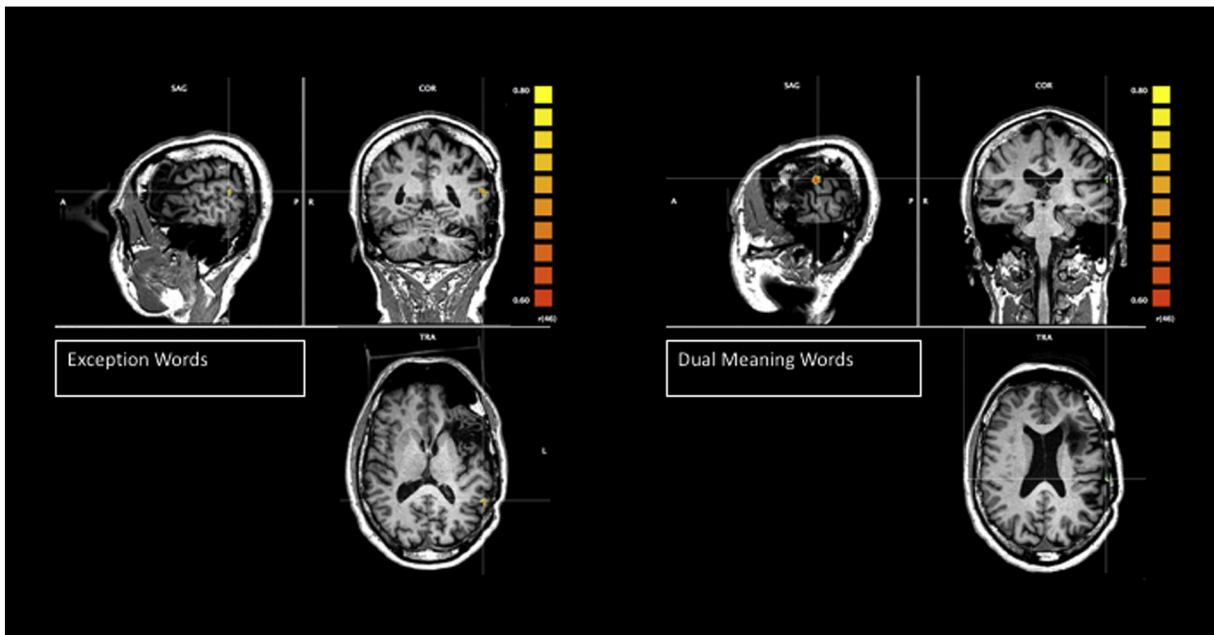 SAG
COR
0.80
A
P
R
0.60
r(46)
Exception Words
TRA
L
SAG
COR
0.80
A
P
R
0.60
r(46)
Dual Meaning Words
TRA